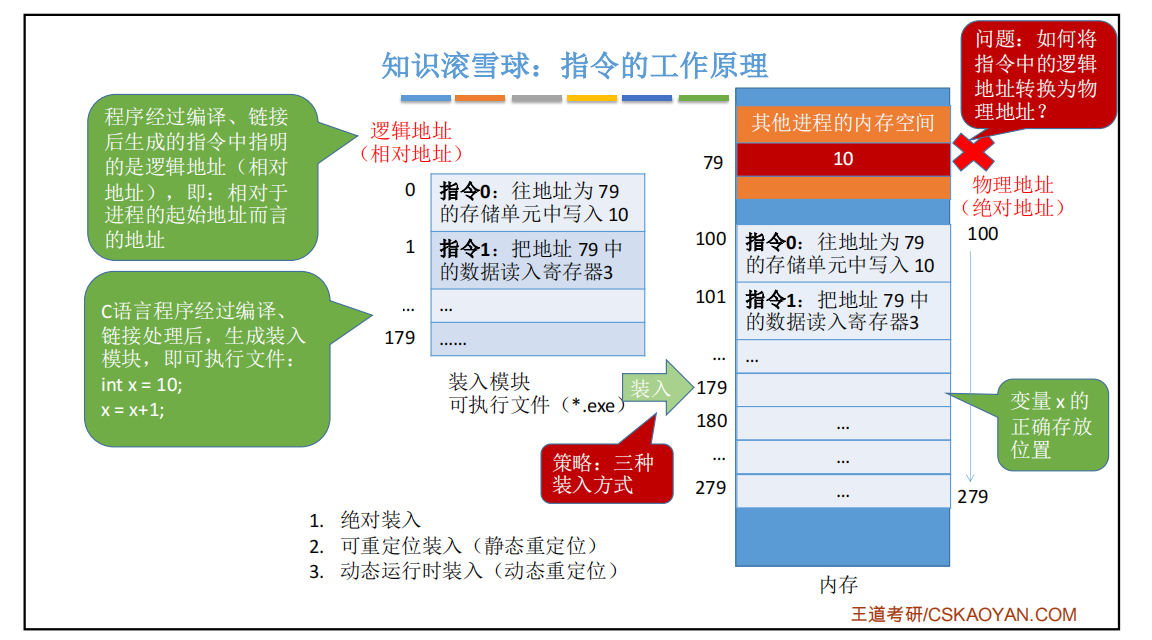 知识滚雪球：指令的工作原理
问题：如何将
指令中的逻辑
地址转换为物
理地址？
程序经过编译、链接
后生成的指令中指明
的是逻辑地址（相对
地址），即：相对于
进程的起始地址而言
的地址
C语言程序经过编译、
链接处理后，生成装入
模块，即可执行文件：
int x = 10;
x = x+1;
逻辑地址
（相对地址）
0
指令0：往地址为 79
的存储单元中写入 10
1
指令1：把地址 79 中
的数据读入寄存器3
...
...
179
......
装入模块
可执行文件（*.exe）
装入
策略：三种
装入方式
1. 绝对装入
2. 可重定位装入（静态重定位）
3. 动态运行时装入（动态重定位）
其他进程的内存空间
79
10
100
指令0：往地址为 79
的存储单元中写入 10
101
指令1：把地址 79 中
的数据读入寄存器3
...
...
179
180
...
...
...
279
...
内存
物理地址
（绝对地址）
100
279
变量 x 的
正确存放
位置
王道考研/CSKAOYAN.COM